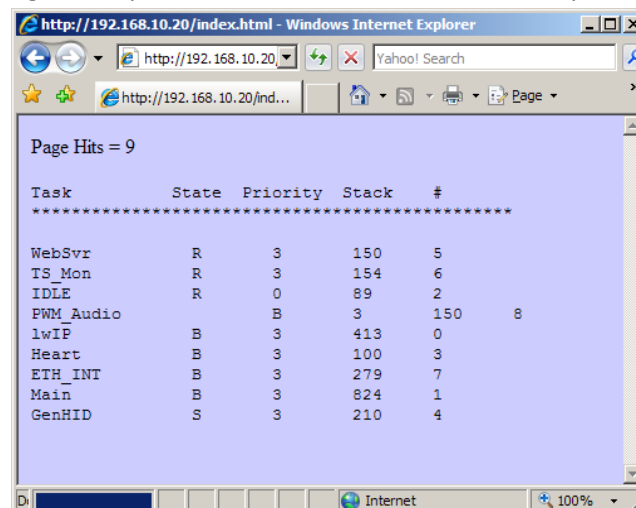 http://192.168.10.20/index.html - Windows Internet Explorer
http://192.168.10.20 Yahoo! Search
http://192.168.10.20/ind... Page
Page Hits = 9
Task State Priority Stack #
************************************************
WebSvr R 3 150 5
TS_Mon R 3 154 6
IDLE R 0 89 2
PWM_Audio B 3 150 8
lwIP B 3 413 0
Heart B 3 100 3
ETH_INT B 3 279 7
Main B 3 824 1
GenHID S 3 210 4
Internet 100%